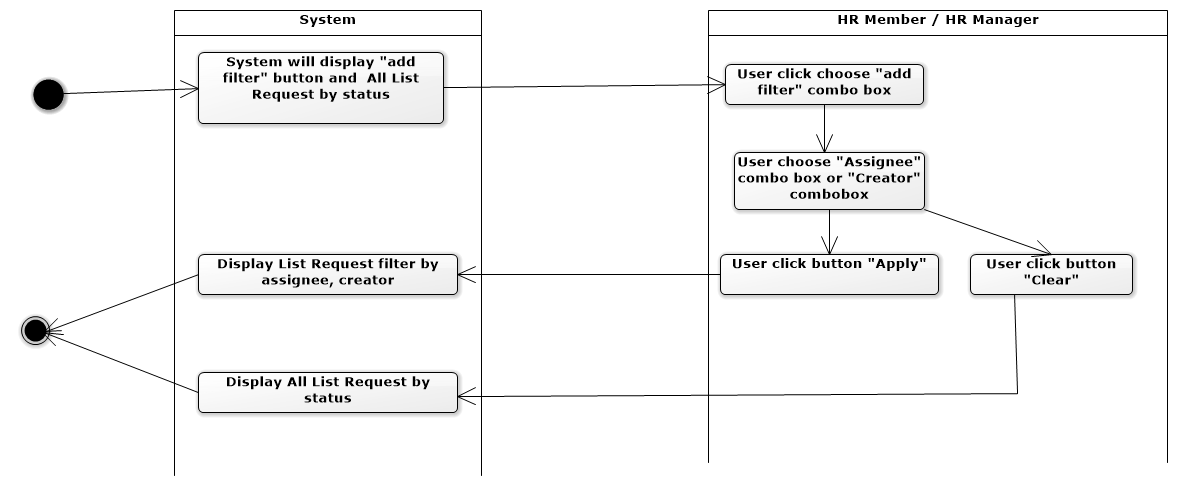 System
HR Member / HR Manager
System will display "add
filter" button and  All List
Request by status
User click choose "add
filter" combo box
User choose "Assignee"
combo box or "Creator"
combobox
Display List Request filter by
assignee, creator
User click button "Apply"
User click button
"Clear"
Display All List Request by
status